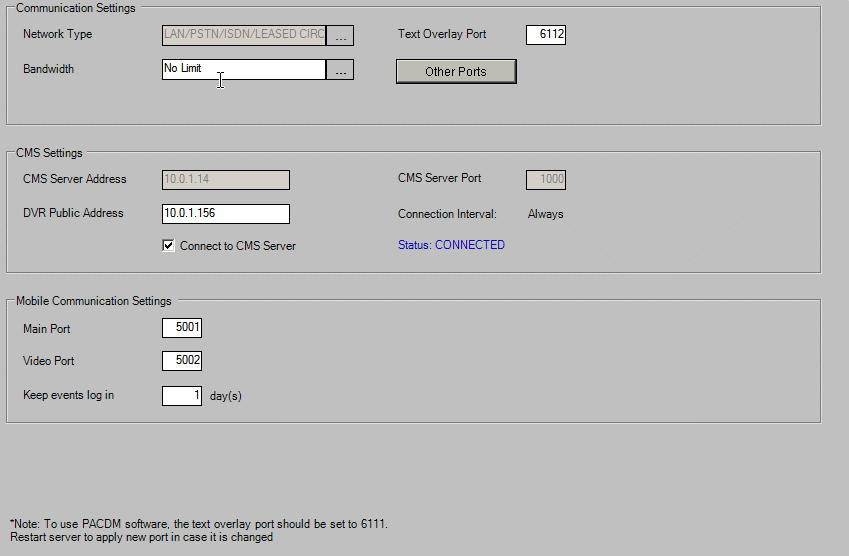 Communication Settings
Network Type LAN/PSTN/ISDN/LEASED CIRC ... Text Overlay Port 6112
Bandwidth No Limit ... Other Ports
CMS Settings
CMS Server Address 10.0.1.14 CMS Server Port 1000
DVR Public Address 10.0.1.156 Connection Interval: Always
Connect to CMS Server Status: CONNECTED
Mobile Communication Settings
Main Port 5001
Video Port 5002
Keep events log in 1 day(s)
*Note: To use PACDM software, the text overlay port should be set to 6111.
Restart server to apply new port in case it is changed